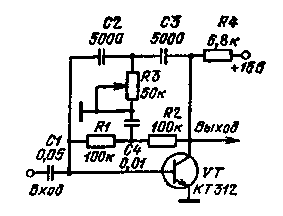 C2
5000
C3
5000
R4
6,8к
+15В
R3
50к
C1
0,05
R1
100к
C4
0,01
R2
100к
Выход
Вход
VT
КТ312